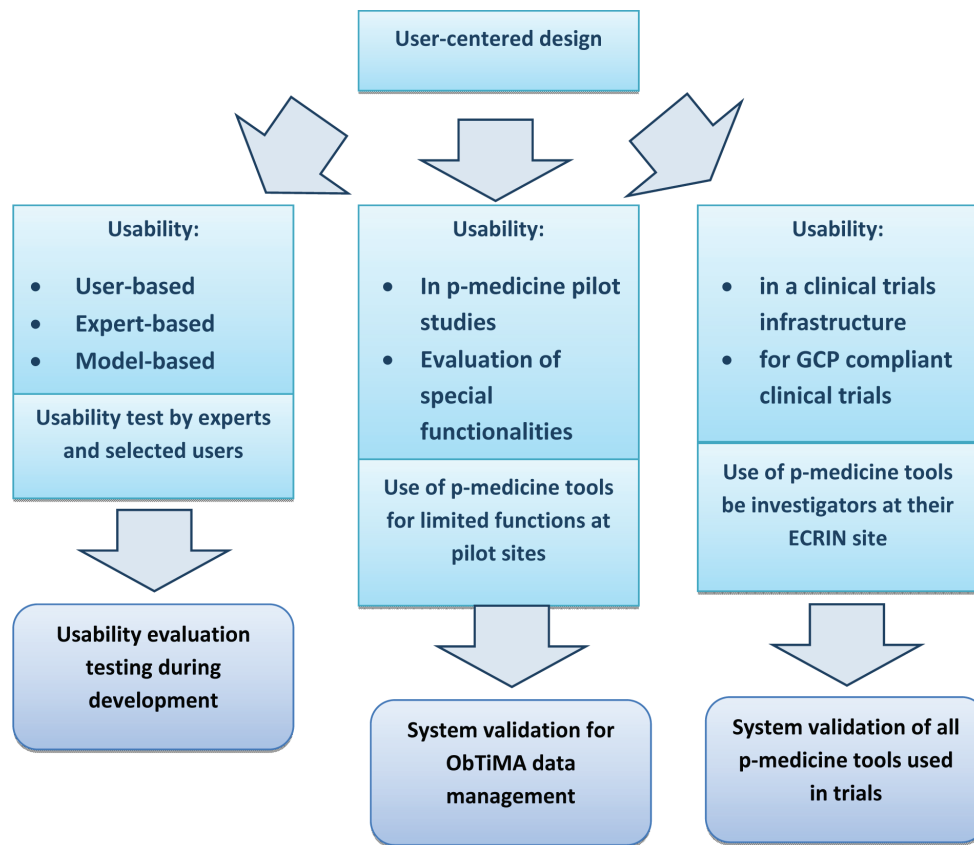 User-centered design
Usability:
• User-based
• Expert-based
• Model-based
Usability test by experts
and selected users
Usability evaluation
testing during
development
Usability:
• In p-medicine pilot
studies
• Evaluation of
special
functionalities
Use of p-medicine tools
for limited functions at
pilot sites
System validation for
ObTiMA data
management
Usability:
• in a clinical trials
infrastructure
• for GCP compliant
clinical trials
Use of p-medicine tools
be investigators at their
ECRIN site
System validation of all
p-medicine tools used
in trials